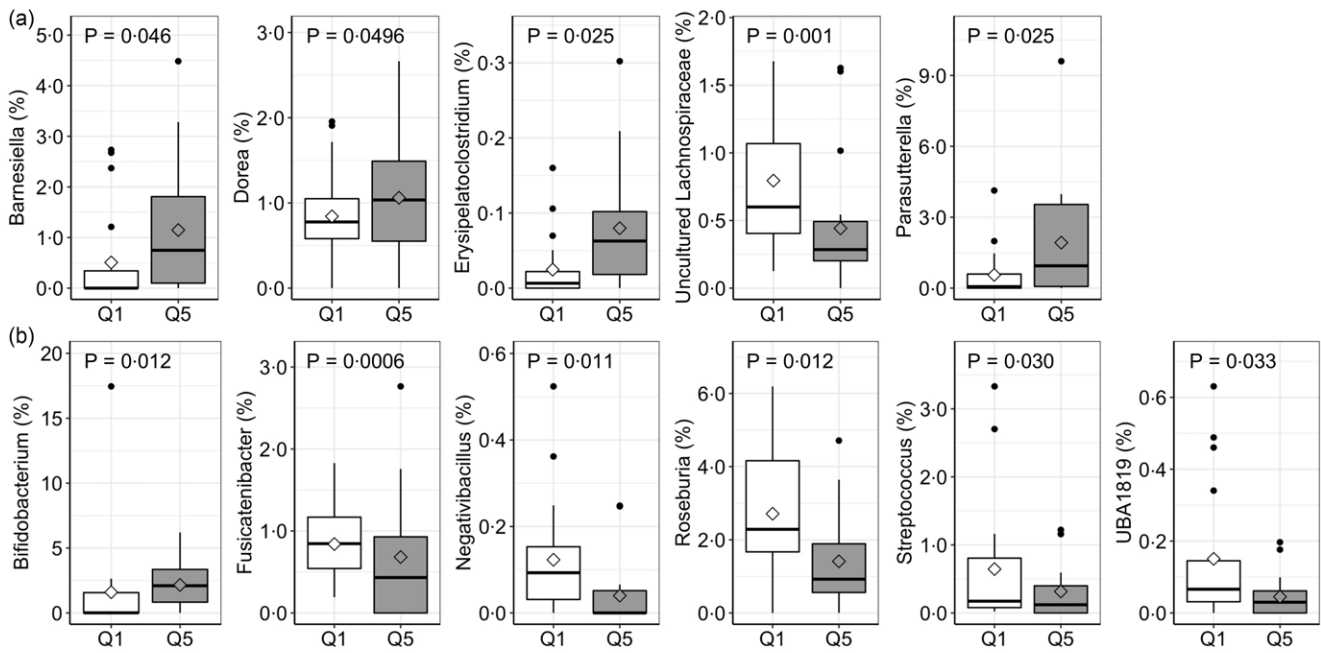 (a)
Barnesiella (%)
5·0
4·0
3·0
2·0
1·0
0·0
P = 0·046
Q1 Q5
Dorea (%)
3·0
2·0
1·0
0·0
P = 0·0496
Q1 Q5
Erysipelatoclostridium (%)
0·3
0·2
0·1
0·0
P = 0·025
Q1 Q5
Uncultured Lachnospiraceae (%)
2·0
1·5
1·0
0·5
0·0
P = 0·001
Q1 Q5
Parasutterella (%)
9·0
6·0
3·0
0·0
P = 0·025
Q1 Q5
(b)
Bifidobacterium (%)
20
15
10
5
0
P = 0·012
Q1 Q5
Fusicatenibacter (%)
3·0
2·0
1·0
0·0
P = 0·0006
Q1 Q5
Negativibacillus (%)
0·6
0·4
0·2
0·0
P = 0·011
Q1 Q5
Roseburia (%)
6·0
4·0
2·0
0·0
P = 0·012
Q1 Q5
Streptococcus (%)
3·0
2·0
1·0
0·0
P = 0·030
Q1 Q5
UBA1819 (%)
0·6
0·4
0·2
0·0
P = 0·033
Q1 Q5